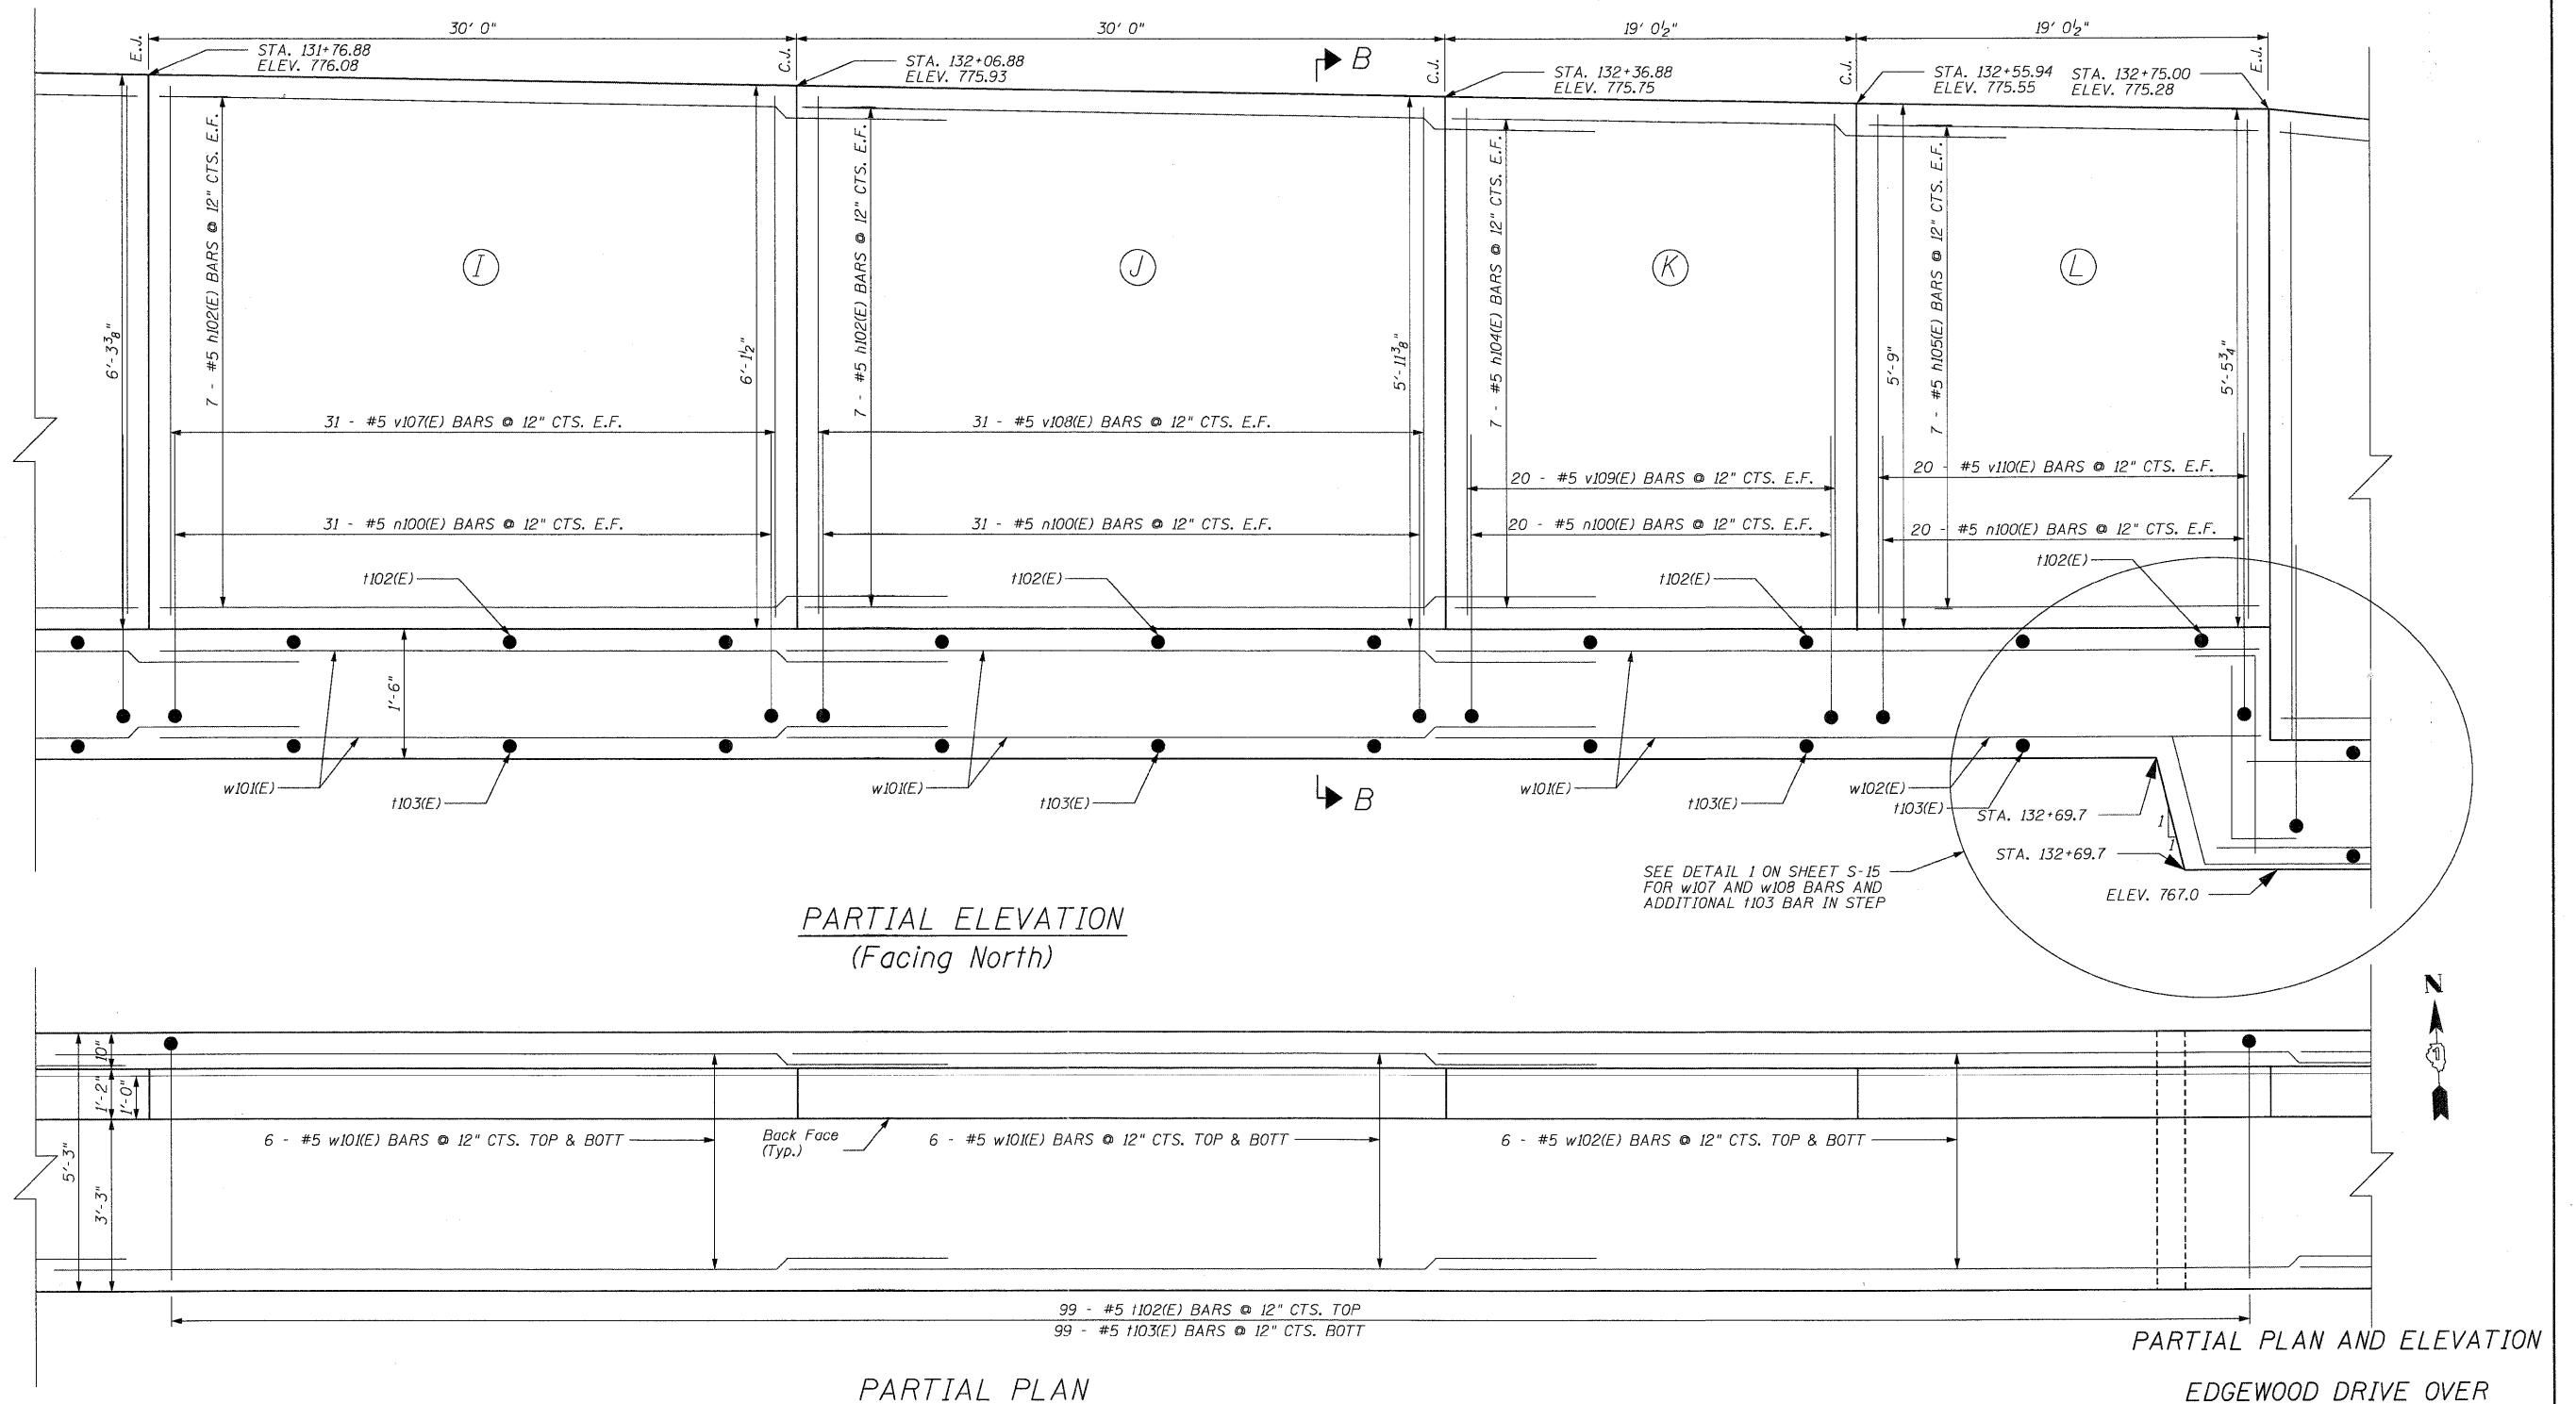 30' 0"
30' 0"
19' 0½"
19' 0½"
E.J.
STA. 131+76.88
ELEV. 776.08
C.J.
STA. 132+06.88
ELEV. 775.93
B
C.J.
STA. 132+36.88
ELEV. 775.75
C.J.
STA. 132+55.94
ELEV. 775.55
STA. 132+75.00
ELEV. 775.28
E.J.
6'-3⅜"
7 - #5 h102(E) BARS @ 12" CTS. E.F.
I
6'-1½"
7 - #5 h102(E) BARS @ 12" CTS. E.F.
J
5'-11⅜"
7 - #5 h104(E) BARS @ 12" CTS. E.F.
K
5'-9"
7 - #5 h105(E) BARS @ 12" CTS. E.F.
L
5'-5¾"
31 - #5 v107(E) BARS @ 12" CTS. E.F.
31 - #5 v108(E) BARS @ 12" CTS. E.F.
20 - #5 v109(E) BARS @ 12" CTS. E.F.
20 - #5 v110(E) BARS @ 12" CTS. E.F.
31 - #5 n100(E) BARS @ 12" CTS. E.F.
31 - #5 n100(E) BARS @ 12" CTS. E.F.
20 - #5 n100(E) BARS @ 12" CTS. E.F.
20 - #5 n100(E) BARS @ 12" CTS. E.F.
t102(E)
t102(E)
t102(E)
t102(E)
1'-6"
w101(E)
t103(E)
w101(E)
t103(E)
B
w101(E)
t103(E)
w102(E)
t103(E)
STA. 132+69.7
1
1
STA. 132+69.7
ELEV. 767.0
SEE DETAIL 1 ON SHEET S-15
FOR w107 AND w108 BARS AND
ADDITIONAL t103 BAR IN STEP
PARTIAL ELEVATION
(Facing North)
N
10"
1'-2"
1'-0"
5'-3"
3'-3"
6 - #5 w101(E) BARS @ 12" CTS. TOP & BOTT
Back Face
(Typ.)
6 - #5 w101(E) BARS @ 12" CTS. TOP & BOTT
6 - #5 w102(E) BARS @ 12" CTS. TOP & BOTT
99 - #5 t102(E) BARS @ 12" CTS. TOP
99 - #5 t103(E) BARS @ 12" CTS. BOTT
PARTIAL PLAN
PARTIAL PLAN AND ELEVATION
EDGEWOOD DRIVE OVER